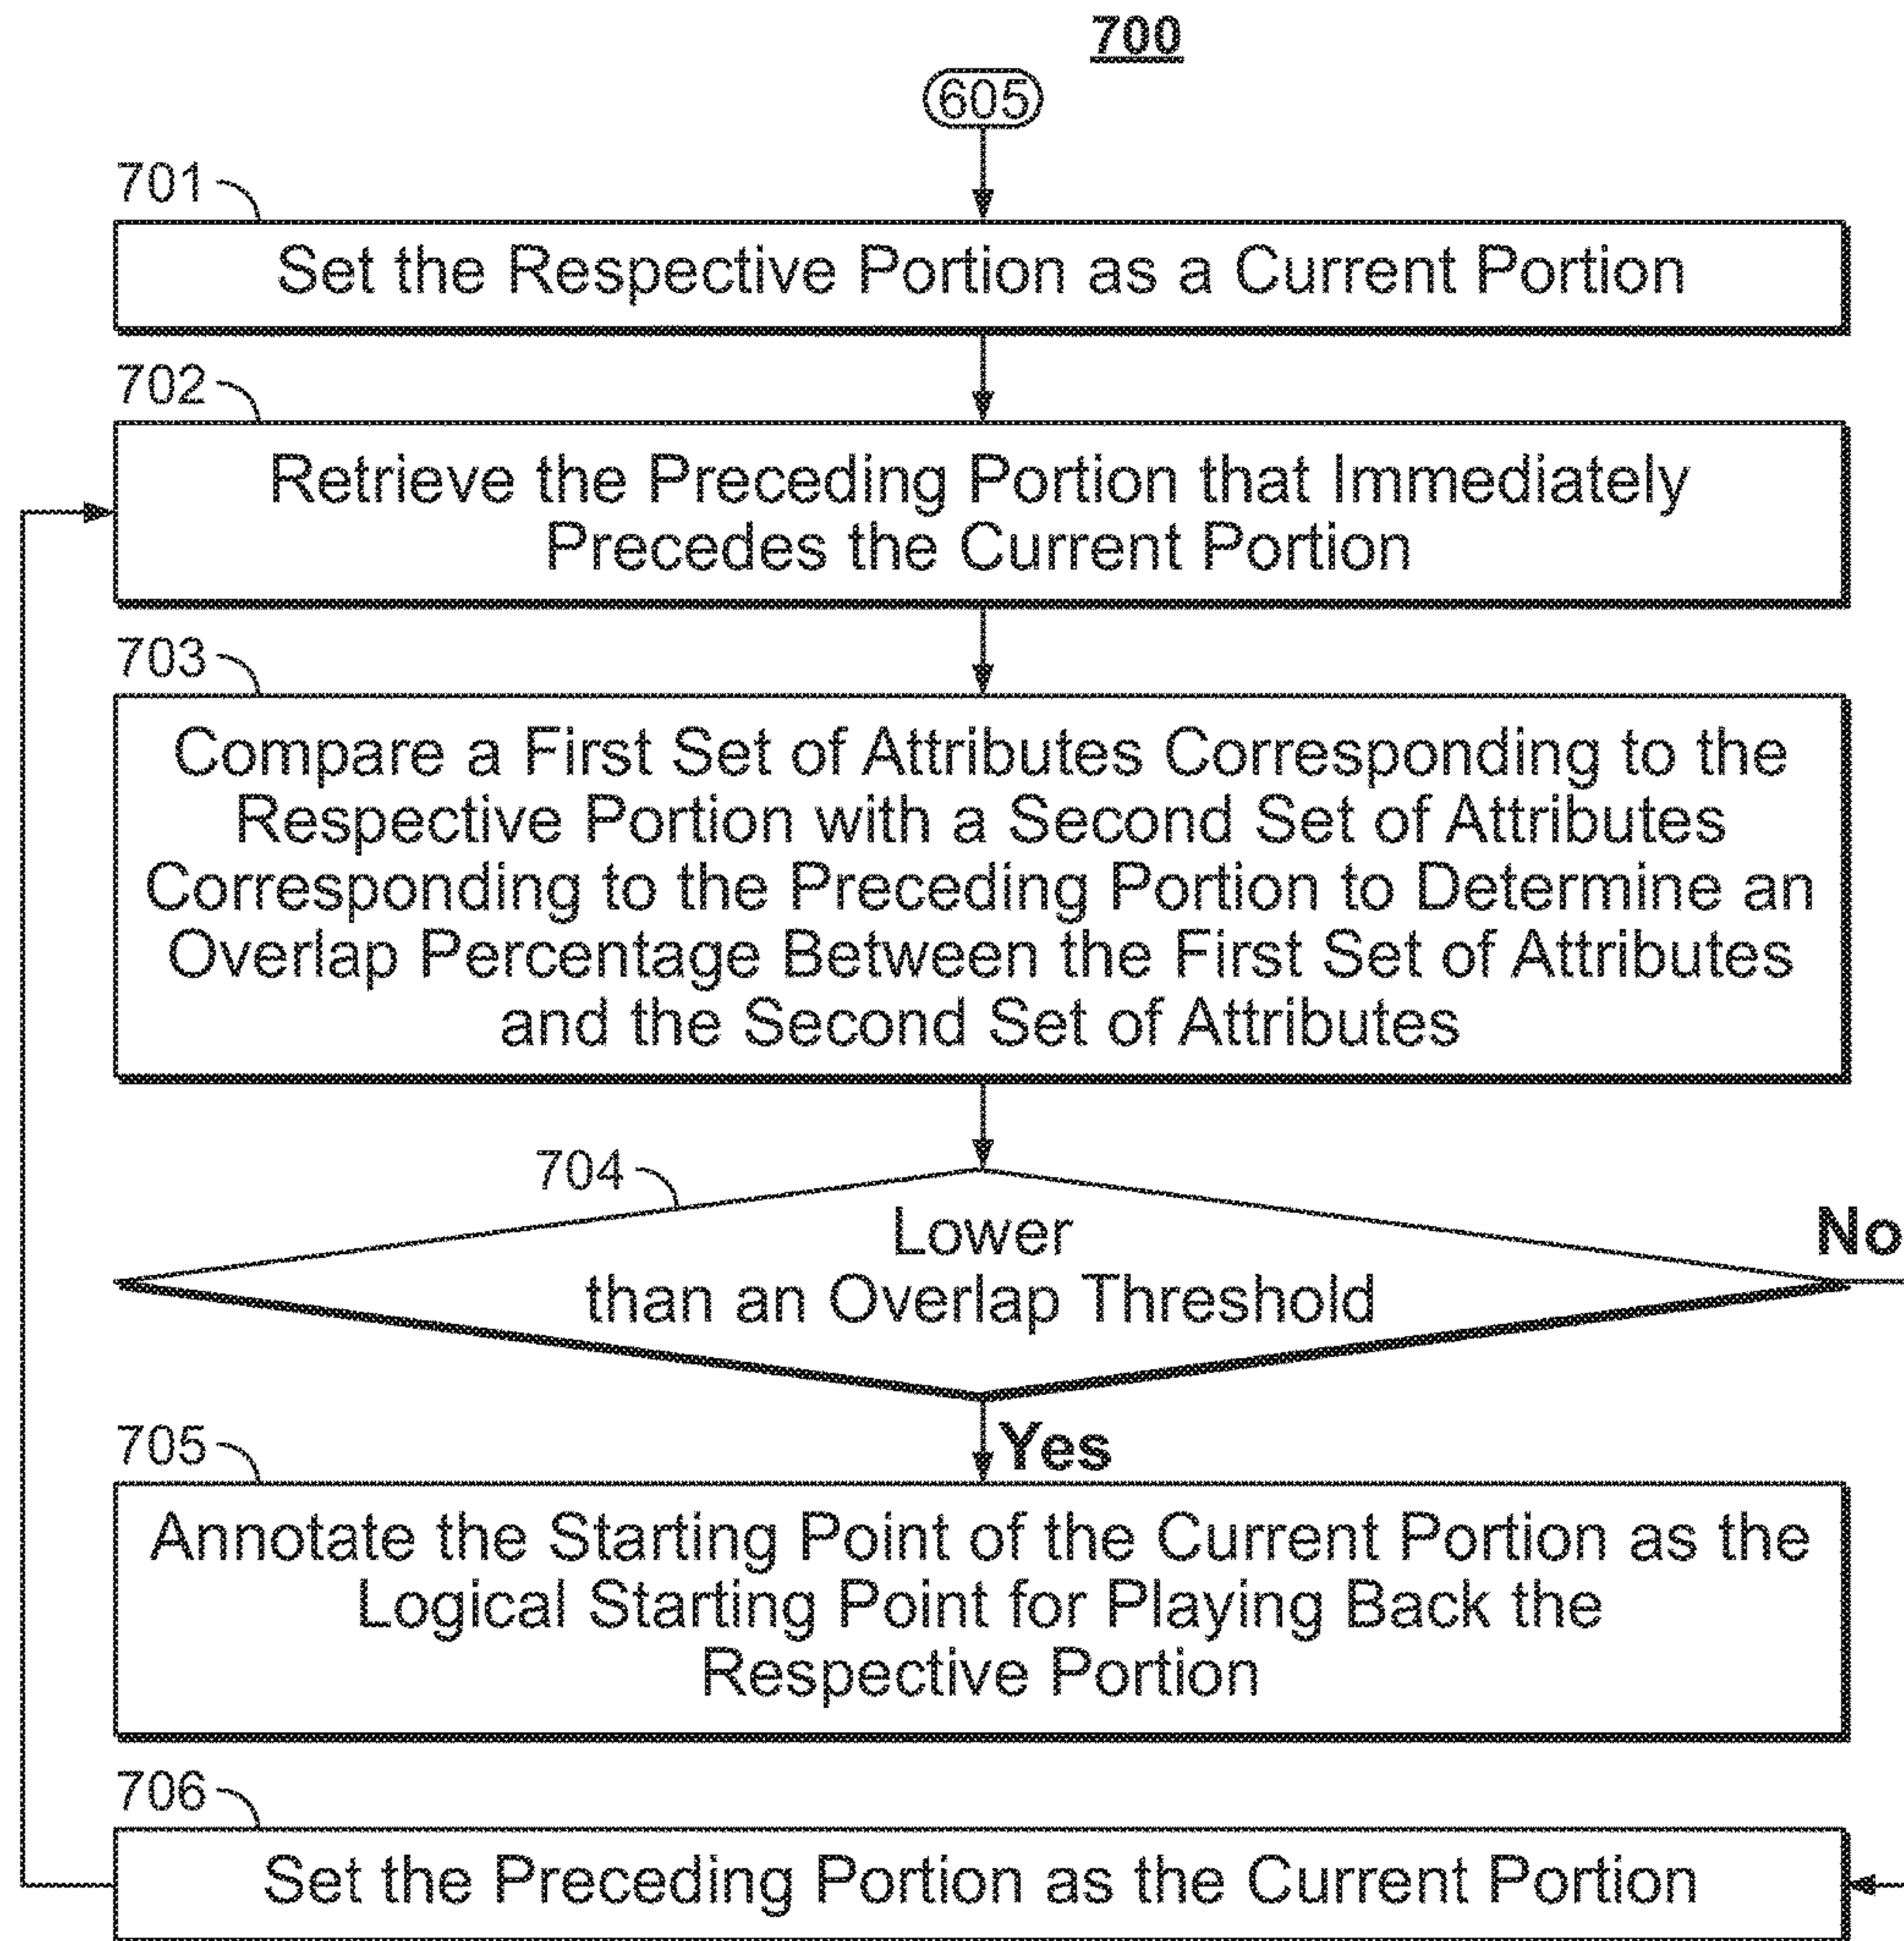 700
605
701
Set the Respective Portion as a Current Portion
702
Retrieve the Preceding Portion that Immediately
Precedes the Current Portion
703
Compare a First Set of Attributes Corresponding to the
Respective Portion with a Second Set of Attributes
Corresponding to the Preceding Portion to Determine an
Overlap Percentage Between the First Set of Attributes
and the Second Set of Attributes
704
Lower
than an Overlap Threshold
No
Yes
705
Annotate the Starting Point of the Current Portion as the
Logical Starting Point for Playing Back the
Respective Portion
706
Set the Preceding Portion as the Current Portion